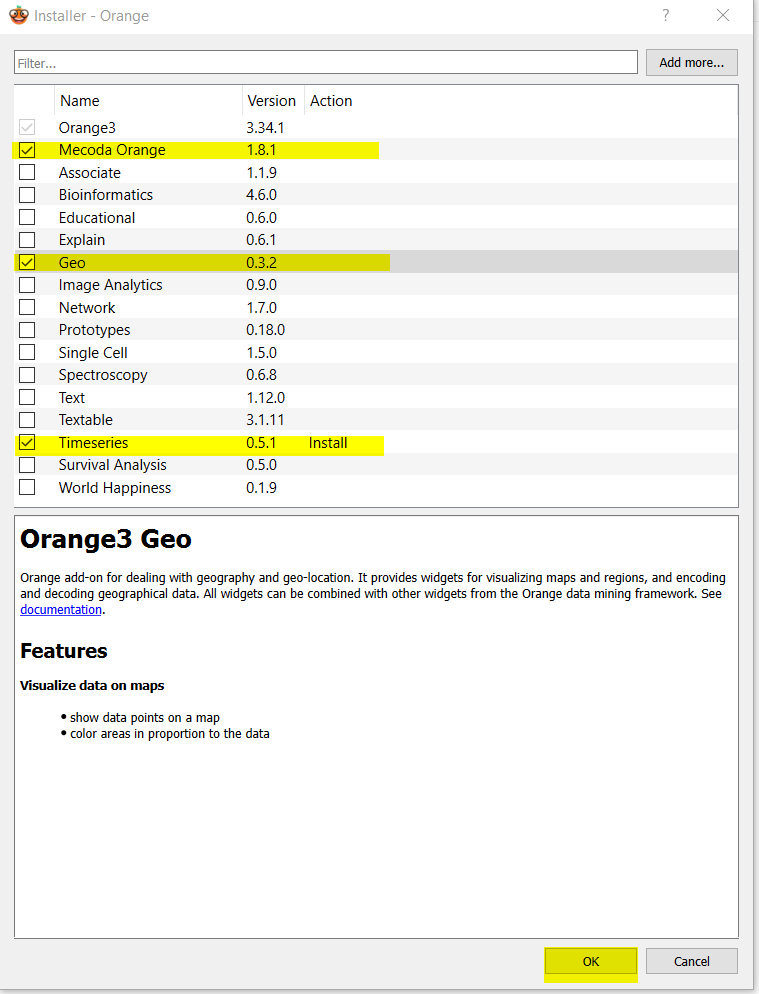 Installer - Orange
?
Filter...
Add more...
Name Version Action
Orange3 3.34.1
Mecoda Orange 1.8.1
Associate 1.1.9
Bioinformatics 4.6.0
Educational 0.6.0
Explain 0.6.1
Geo 0.3.2
Image Analytics 0.9.0
Network 1.7.0
Prototypes 0.18.0
Single Cell 1.5.0
Spectroscopy 0.6.8
Text 1.12.0
Textable 3.1.11
Timeseries 0.5.1 Install
Survival Analysis 0.5.0
World Happiness 0.1.9
Orange3 Geo
Orange add-on for dealing with geography and geo-location. It provides widgets for visualizing maps and regions, and encoding
and decoding geographical data. All widgets can be combined with other widgets from the Orange data mining framework. See
documentation.
Features
Visualize data on maps
• show data points on a map
• color areas in proportion to the data
OK Cancel